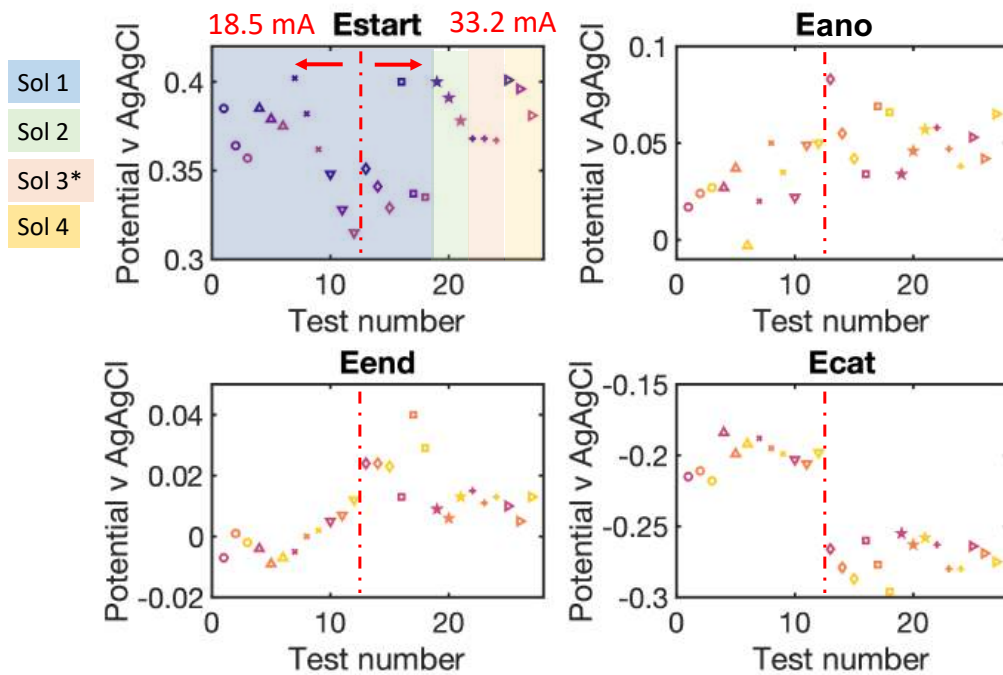 18.5 mA Estart 33.2 mA
Eano
Sol 1
Sol 2
Sol 3*
Sol 4
Potential v AgAgCl
0.4
0.35
0.3
0 10 20
Test number
Potential v AgAgCl
0.1
0.05
0
0 10 20
Test number
Eend
Potential v AgAgCl
0.04
0.02
0
-0.02
0 10 20
Test number
Ecat
Potential v AgAgCl
-0.15
-0.2
-0.25
-0.3
0 10 20
Test number